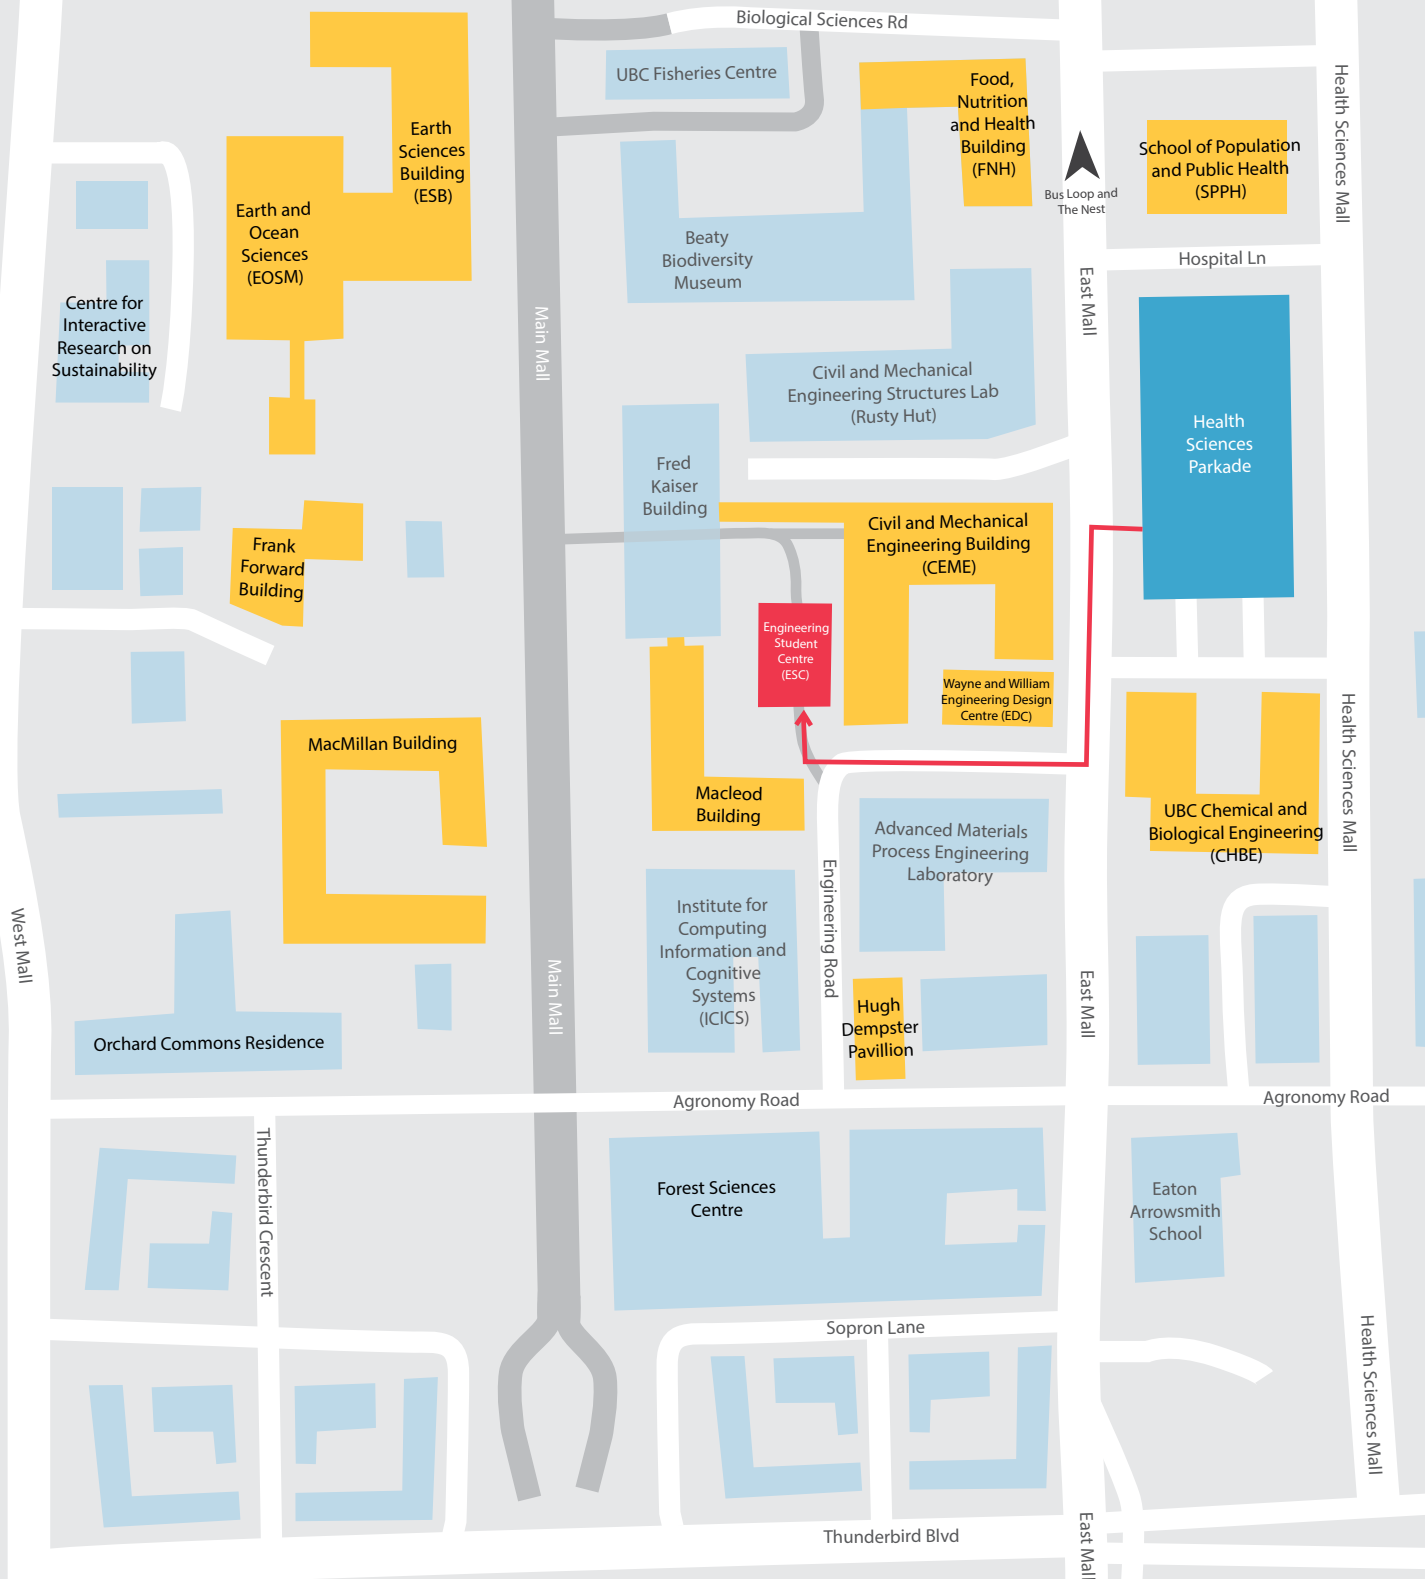 Biological Sciences Rd
UBC Fisheries Centre
Food,
Nutrition
and Health
Building
(FNH)
Health Sciences Mall
Earth
Sciences
Building
(ESB)
School of Population
and Public Health
(SPPH)
Bus Loop and
The Nest
Earth and
Ocean
Sciences
(EOSM)
Beaty
Biodiversity
Museum
Hospital Ln
East Mall
Centre for
Interactive
Research on
Sustainability
Main Mall
Civil and Mechanical
Engineering Structures Lab
(Rusty Hut)
Health
Sciences
Parkade
Fred
Kaiser
Building
Civil and Mechanical
Engineering Building
(CEME)
Frank
Forward
Building
Engineering
Student
Centre
(ESC)
Wayne and William
Engineering Design
Centre (EDC)
Health Sciences Mall
MacMillan Building
Macleod
Building
UBC Chemical and
Biological Engineering
(CHBE)
Advanced Materials
Process Engineering
Laboratory
Engineering Road
Institute for
Computing
Information and
Cognitive
Systems
(ICICS)
West Mall
Main Mall
East Mall
Hugh
Dempster
Pavillion
Orchard Commons Residence
Agronomy Road
Agronomy Road
Thunderbird Crescent
Forest Sciences
Centre
Eaton
Arrowsmith
School
Sopron Lane
Health Sciences Mall
Thunderbird Blvd
East Mall